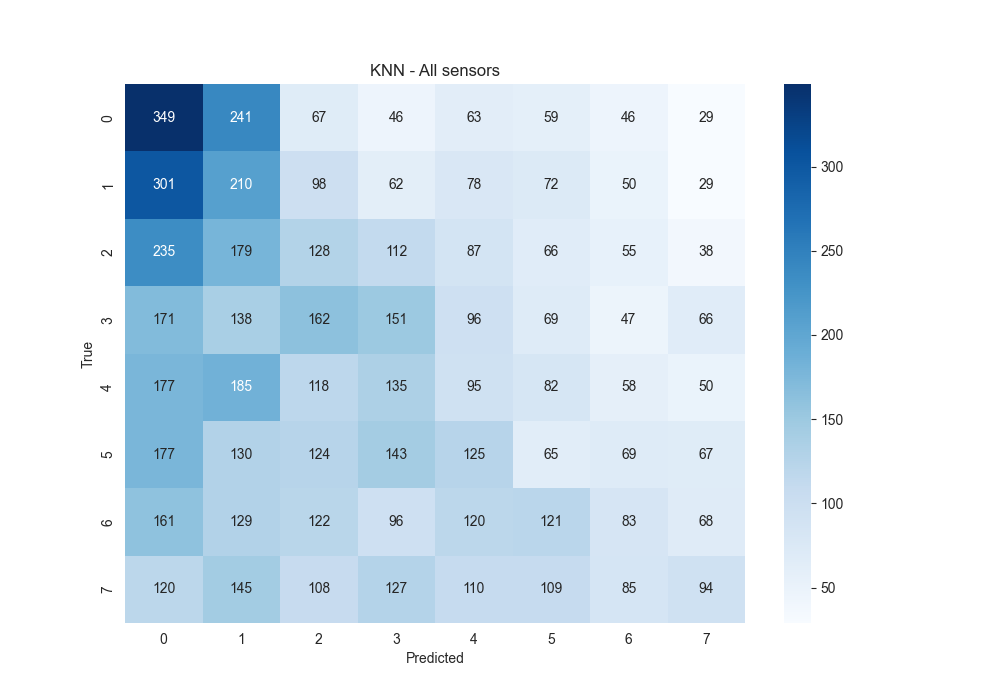 KNN - All sensors
0 349 241 67 46 63 59 46 29
1 301 210 98 62 78 72 50 29
2 235 179 128 112 87 66 55 38
3 171 138 162 151 96 69 47 66
4 177 185 118 135 95 82 58 50
5 177 130 124 143 125 65 69 67
6 161 129 122 96 120 121 83 68
7 120 145 108 127 110 109 85 94
0 1 2 3 4 5 6 7
True
Predicted
300
250
200
150
100
50